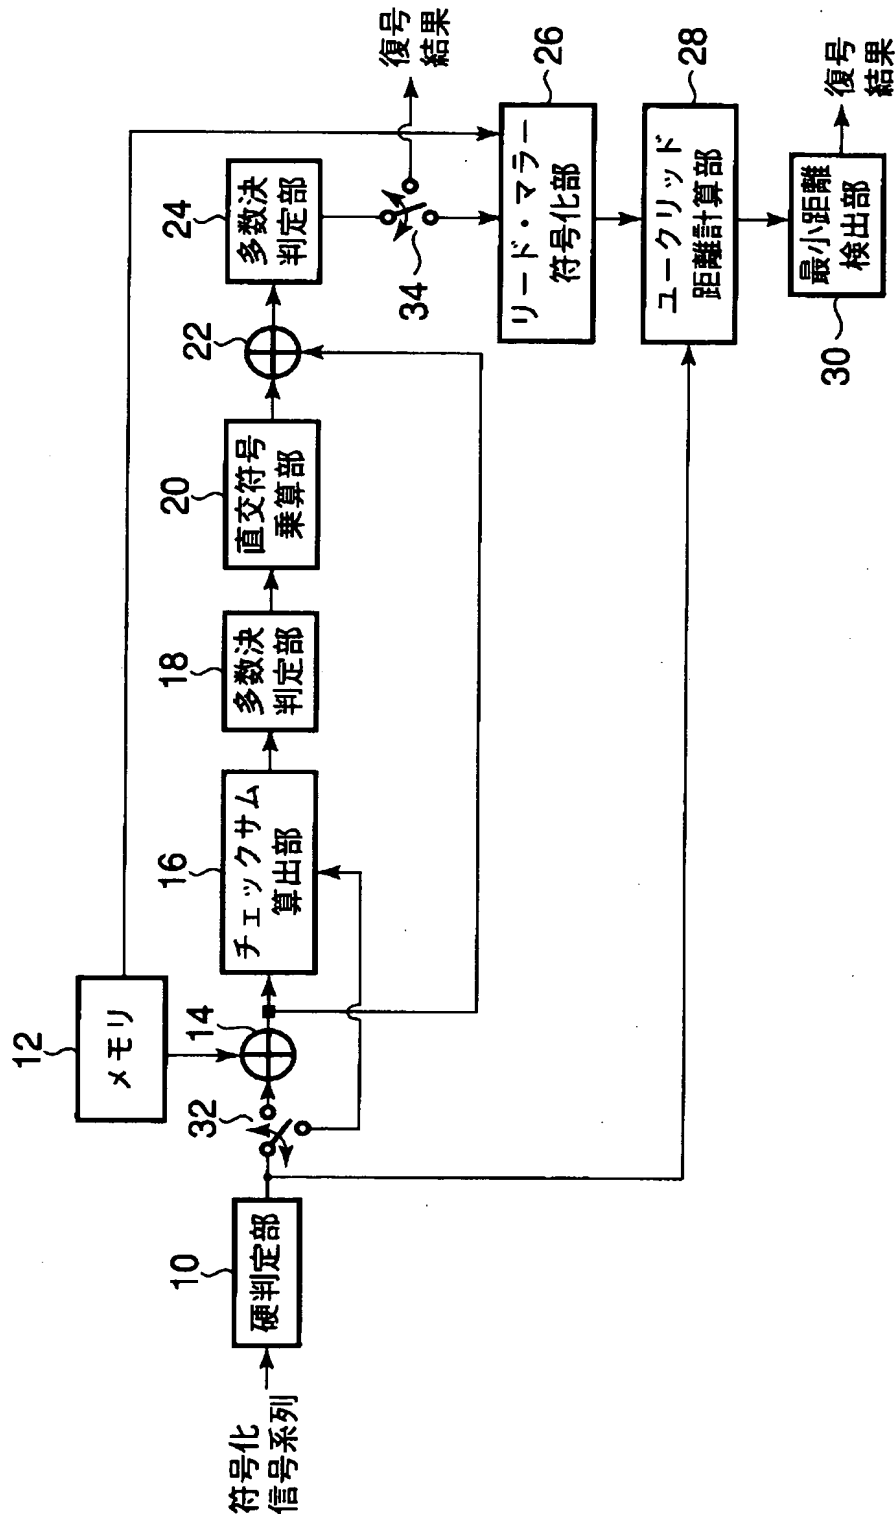 符号化
信号系列
10
硬判定部
12
メモリ
32
14
16
チェックサム
算出部
18
多数決
判定部
20
直交符号
乗算部
22
24
多数決
判定部
34
復号
結果
26
リード・マラー
符号化部
28
ユークリッド
距離計算部
30
最小距離
検出部
復号
結果